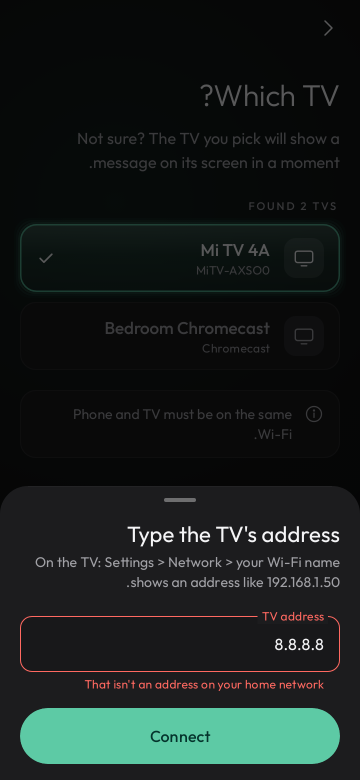 Which TV?
Not sure? The TV you pick will show a
message on its screen in a moment.
FOUND 2 TVS
Mi TV 4A
MiTV-AXSO0
Bedroom Chromecast
Chromecast
Phone and TV must be on the same
Wi-Fi.
Type the TV's address
On the TV: Settings > Network > your Wi-Fi name
shows an address like 192.168.1.50.
TV address
8.8.8.8
That isn't an address on your home network
Connect